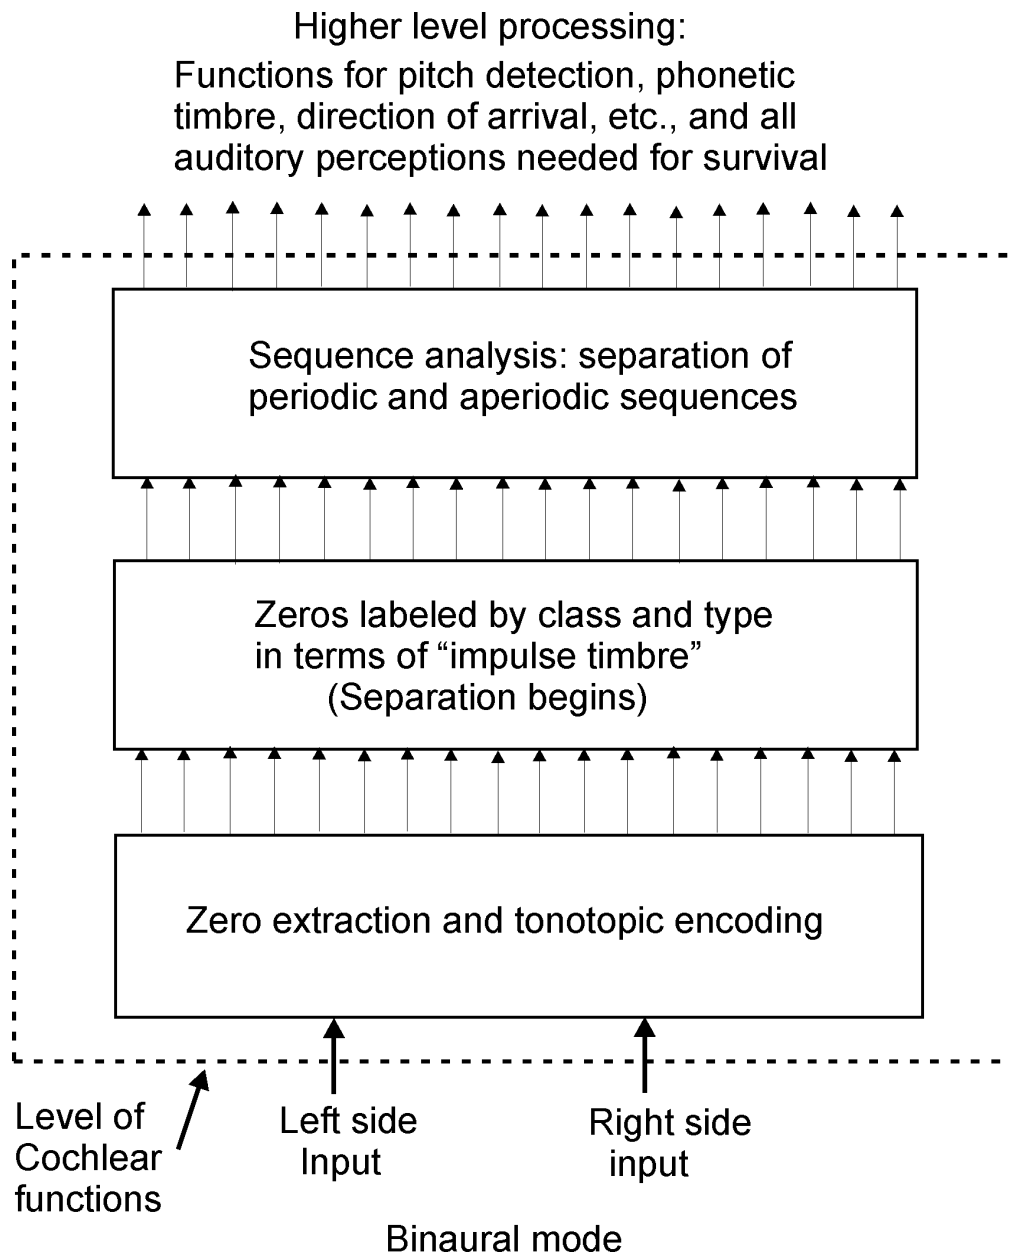 Higher level processing:
Functions for pitch detection, phonetic
timbre, direction of arrival, etc., and all
auditory perceptions needed for survival
Sequence analysis: separation of
periodic and aperiodic sequences
Zeros labeled by class and type
in terms of “impulse timbre”
(Separation begins)
Zero extraction and tonotopic encoding
Level of
Cochlear
functions
Left side
Input
Right side
input
Binaural mode